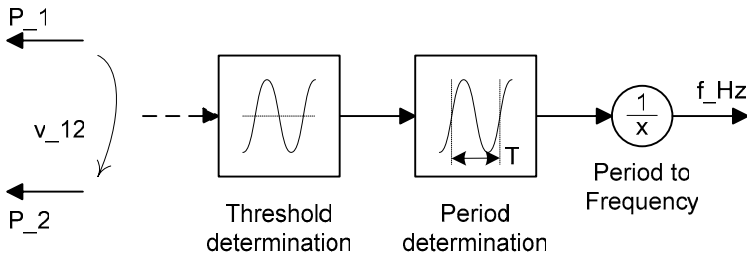 P_1
v_12
P_2
Threshold
determination
T
Period
determination
1
x
Period to
Frequency
f_Hz